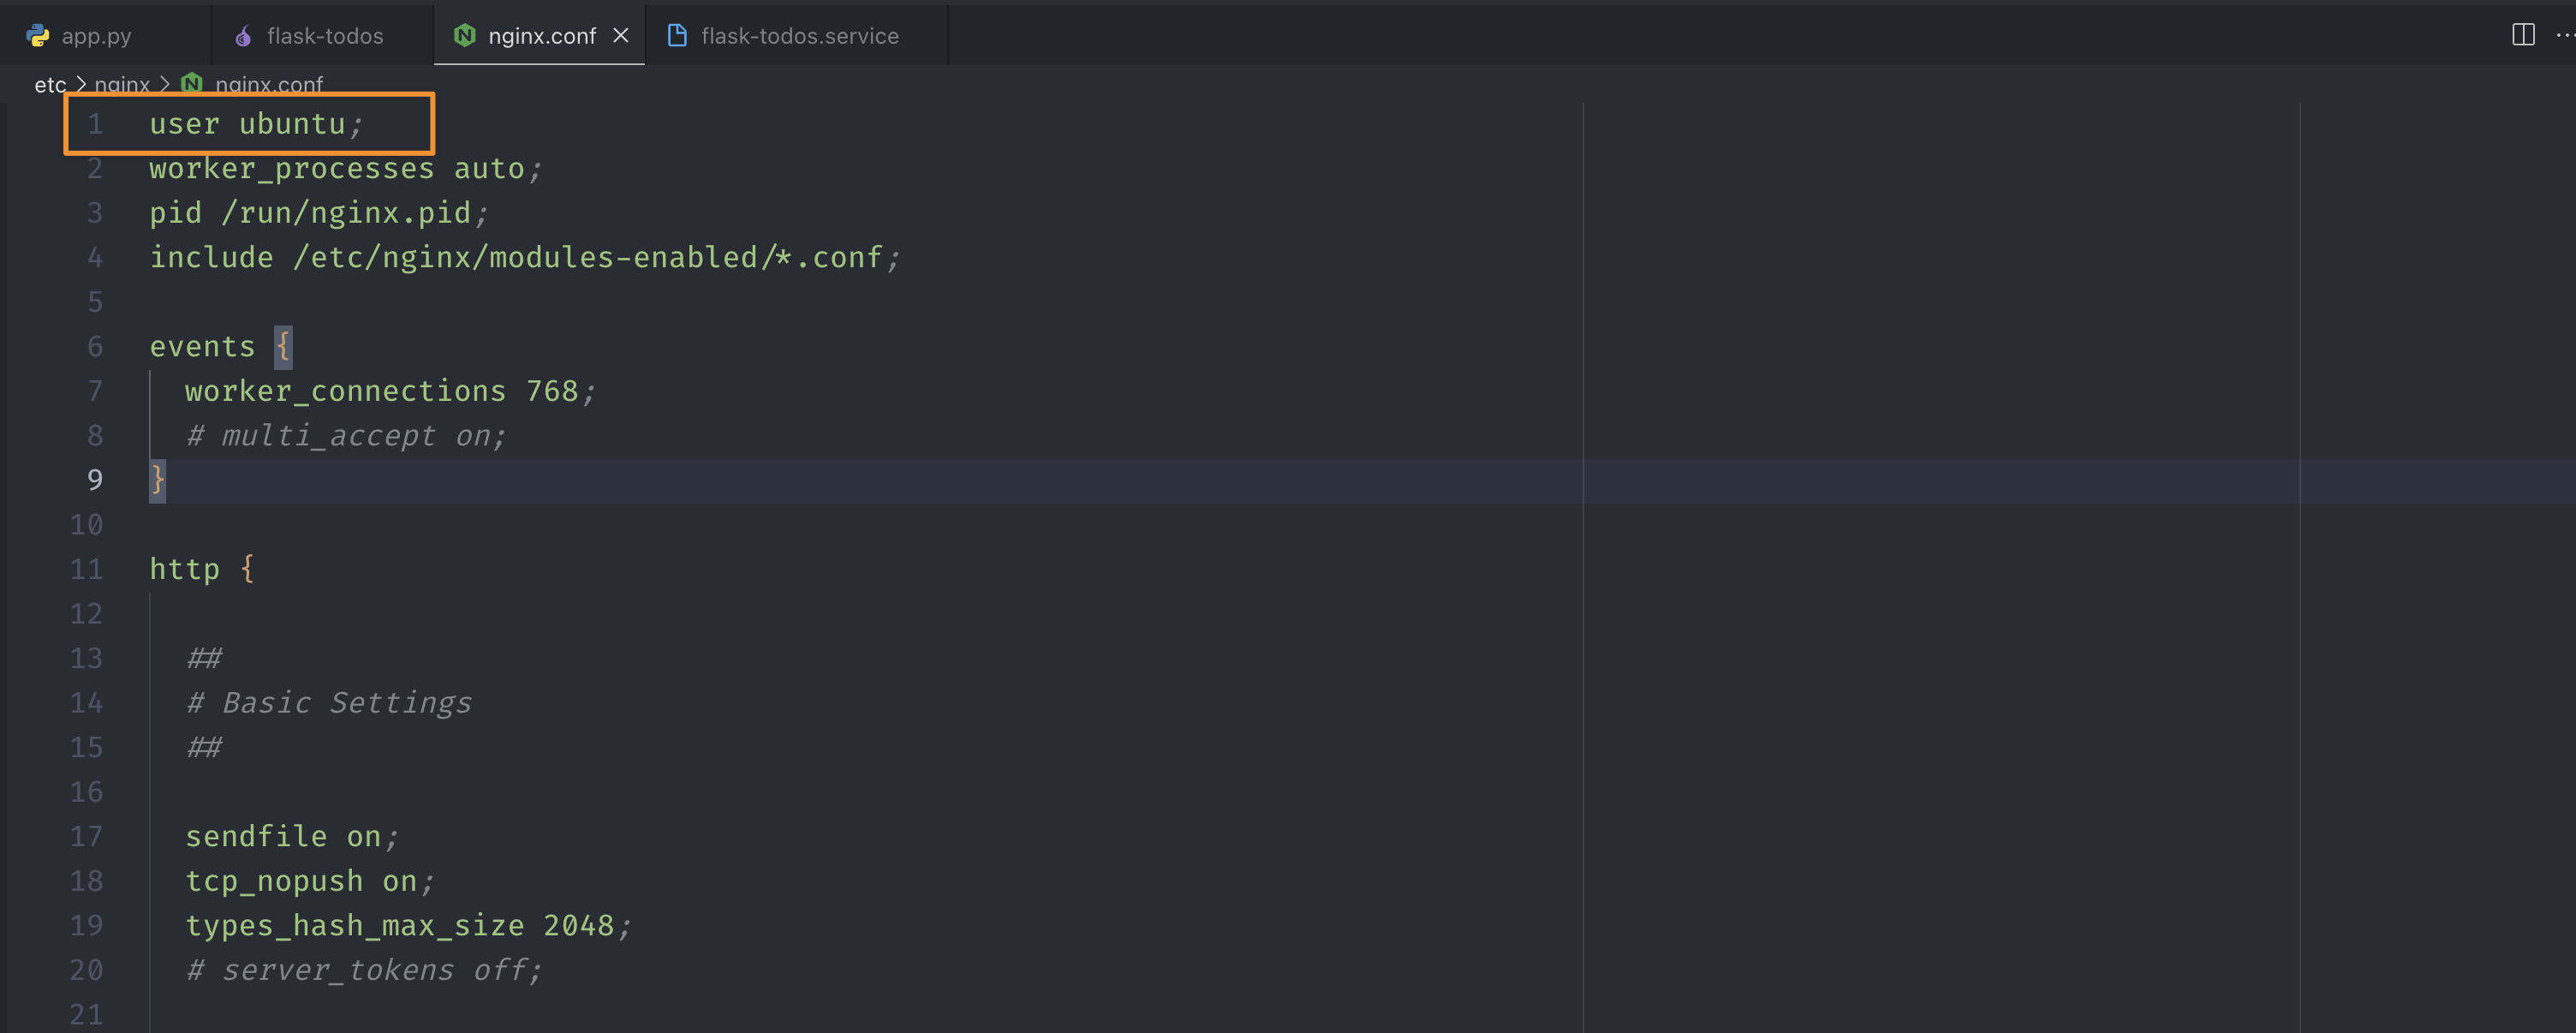 app.py flask-todos nginx.conf flask-todos.service
etc > nginx > nginx.conf
1 user ubuntu;
2 worker_processes auto;
3 pid /run/nginx.pid;
4 include /etc/nginx/modules-enabled/*.conf;
5
6 events {
7 worker_connections 768;
8 # multi_accept on;
9 }
10
11 http {
12
13 ##
14 # Basic Settings
15 ##
16
17 sendfile on;
18 tcp_nopush on;
19 types_hash_max_size 2048;
20 # server_tokens off;
21